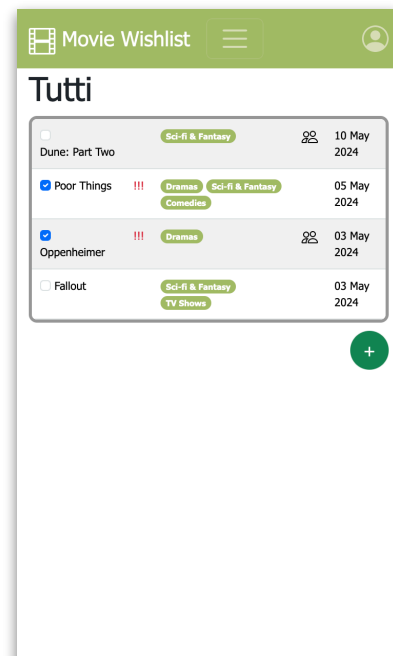 Movie Wishlist
Tutti
Sci-fi & Fantasy 10 May
Dune: Part Two 2024
Poor Things !!! Dramas Sci-fi & Fantasy 05 May
Comedies 2024
!!! Dramas 03 May
Oppenheimer 2024
Fallout Sci-fi & Fantasy 03 May
TV Shows 2024
+